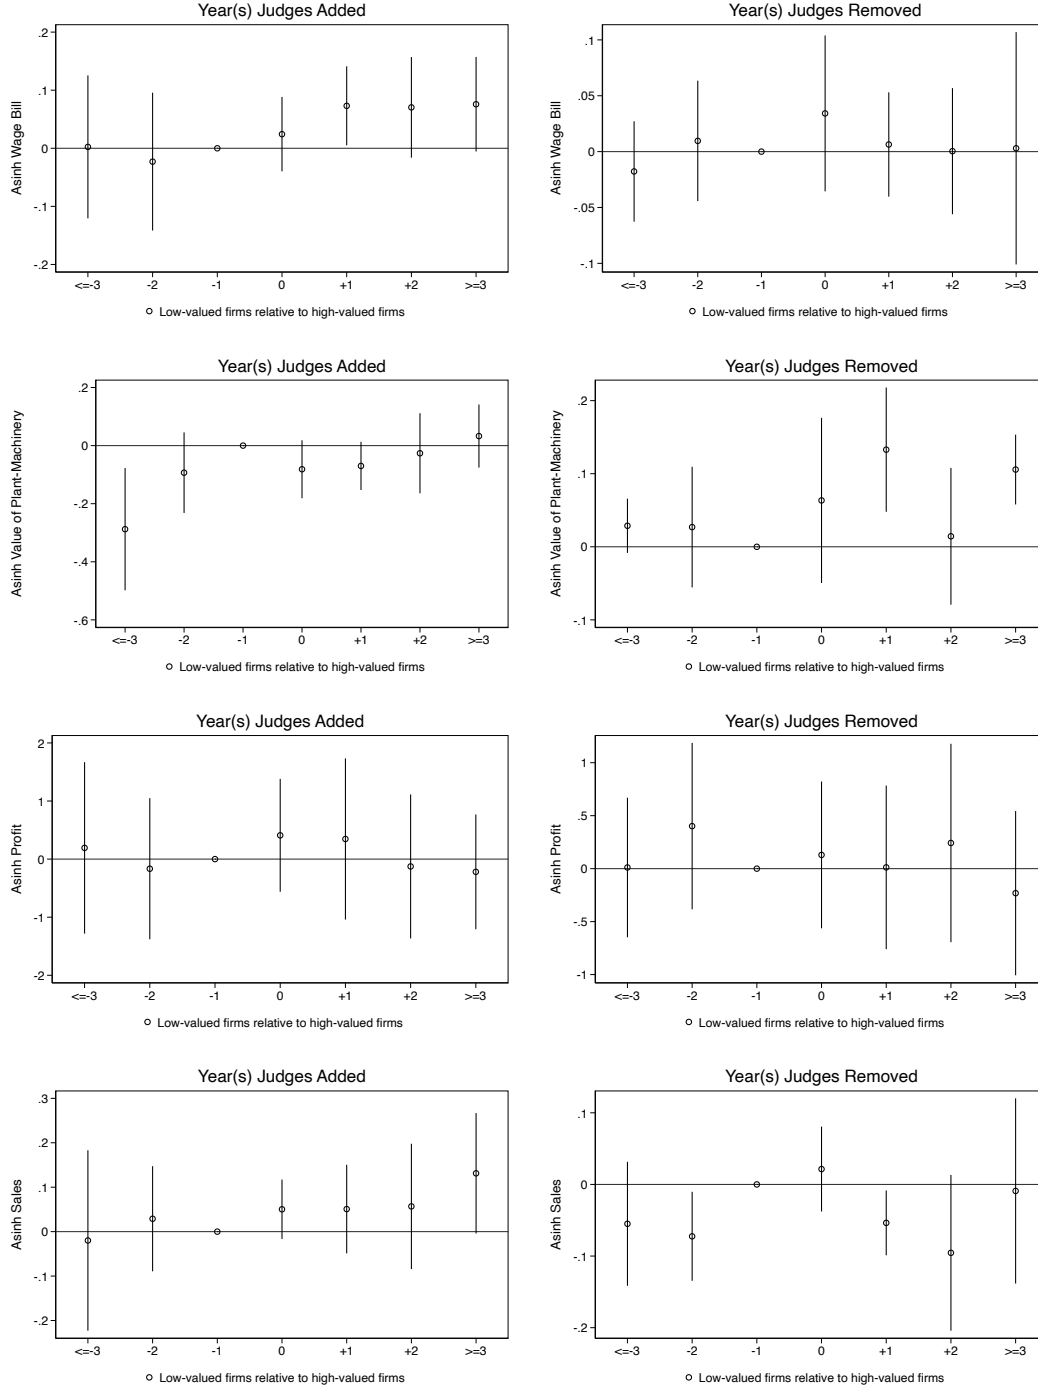 Year(s) Judges Added
Asinh Wage Bill
.2
.1
0
-.1
-.2
<=-3 -2 -1 0 +1 +2 >=3
Low-valued firms relative to high-valued firms
Year(s) Judges Removed
Asinh Wage Bill
.1
.05
0
-.05
-.1
<=-3 -2 -1 0 +1 +2 >=3
Low-valued firms relative to high-valued firms
Year(s) Judges Added
Asinh Value of Plant-Machinery
.2
0
-.2
-.4
-.6
<=-3 -2 -1 0 +1 +2 >=3
Low-valued firms relative to high-valued firms
Year(s) Judges Removed
Asinh Value of Plant-Machinery
.2
.1
0
-.1
<=-3 -2 -1 0 +1 +2 >=3
Low-valued firms relative to high-valued firms
Year(s) Judges Added
Asinh Profit
2
1
0
-1
-2
<=-3 -2 -1 0 +1 +2 >=3
Low-valued firms relative to high-valued firms
Year(s) Judges Removed
Asinh Profit
1
.5
0
-.5
-1
<=-3 -2 -1 0 +1 +2 >=3
Low-valued firms relative to high-valued firms
Year(s) Judges Added
Asinh Sales
.3
.2
.1
0
-.1
-.2
<=-3 -2 -1 0 +1 +2 >=3
Low-valued firms relative to high-valued firms
Year(s) Judges Removed
Asinh Sales
.1
0
-.1
-.2
<=-3 -2 -1 0 +1 +2 >=3
Low-valued firms relative to high-valued firms